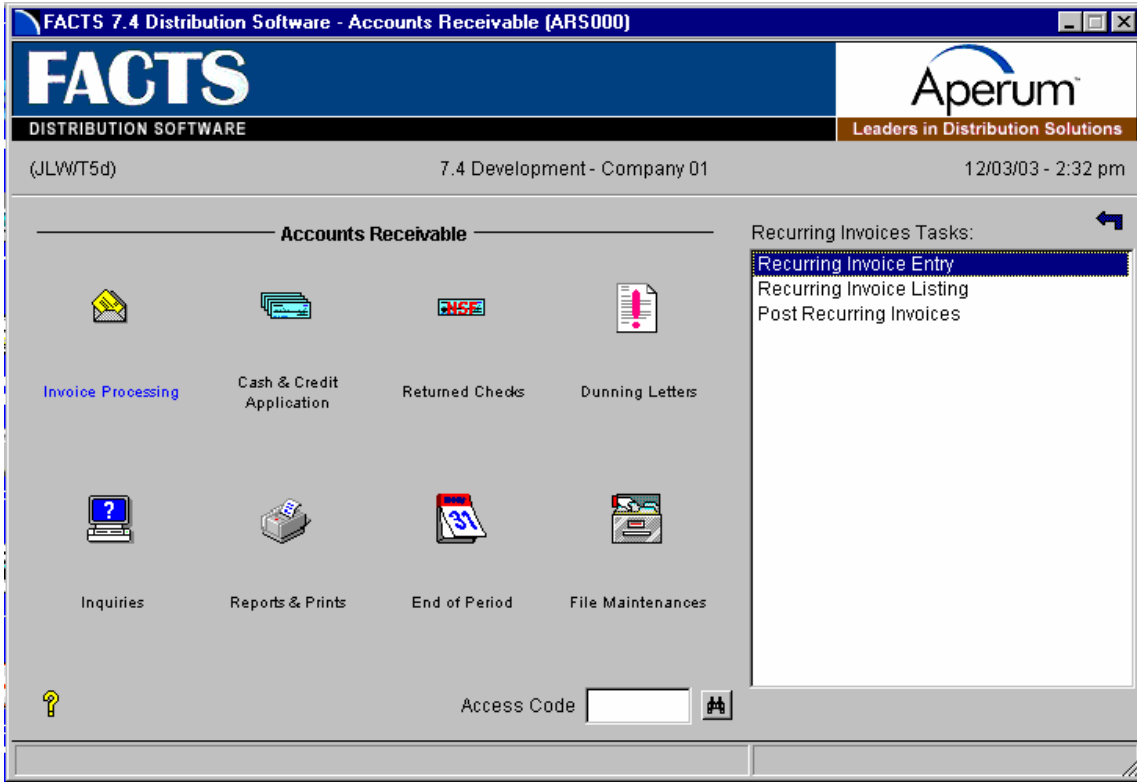 FACTS 7.4 Distribution Software - Accounts Receivable (ARS000)
FACTS
DISTRIBUTION SOFTWARE
Aperum™
Leaders in Distribution Solutions
(JLW/T5d)
7.4 Development - Company 01
12/03/03 - 2:32 pm
Accounts Receivable
NSF
Invoice Processing
Cash & Credit
Application
Returned Checks
Dunning Letters
?
31
Inquiries
Reports & Prints
End of Period
File Maintenances
Recurring Invoices Tasks:
Recurring Invoice Entry
Recurring Invoice Listing
Post Recurring Invoices
?
Access Code